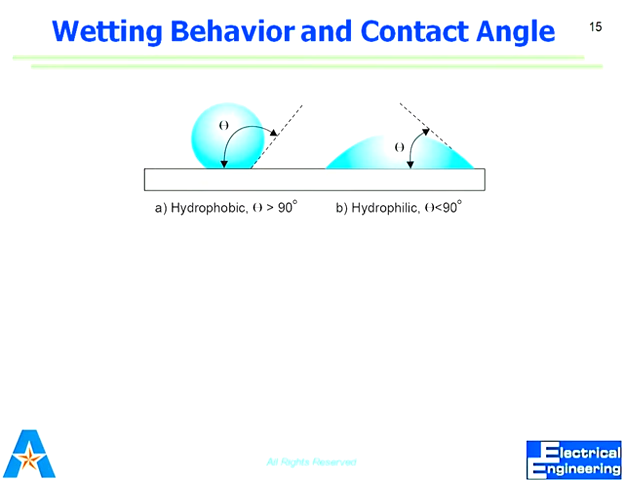 Wetting Behavior and Contact Angle
15
Θ
Θ
a) Hydrophobic, Θ > 90°
b) Hydrophilic, Θ<90°
All Rights Reserved
Electrical
Engineering